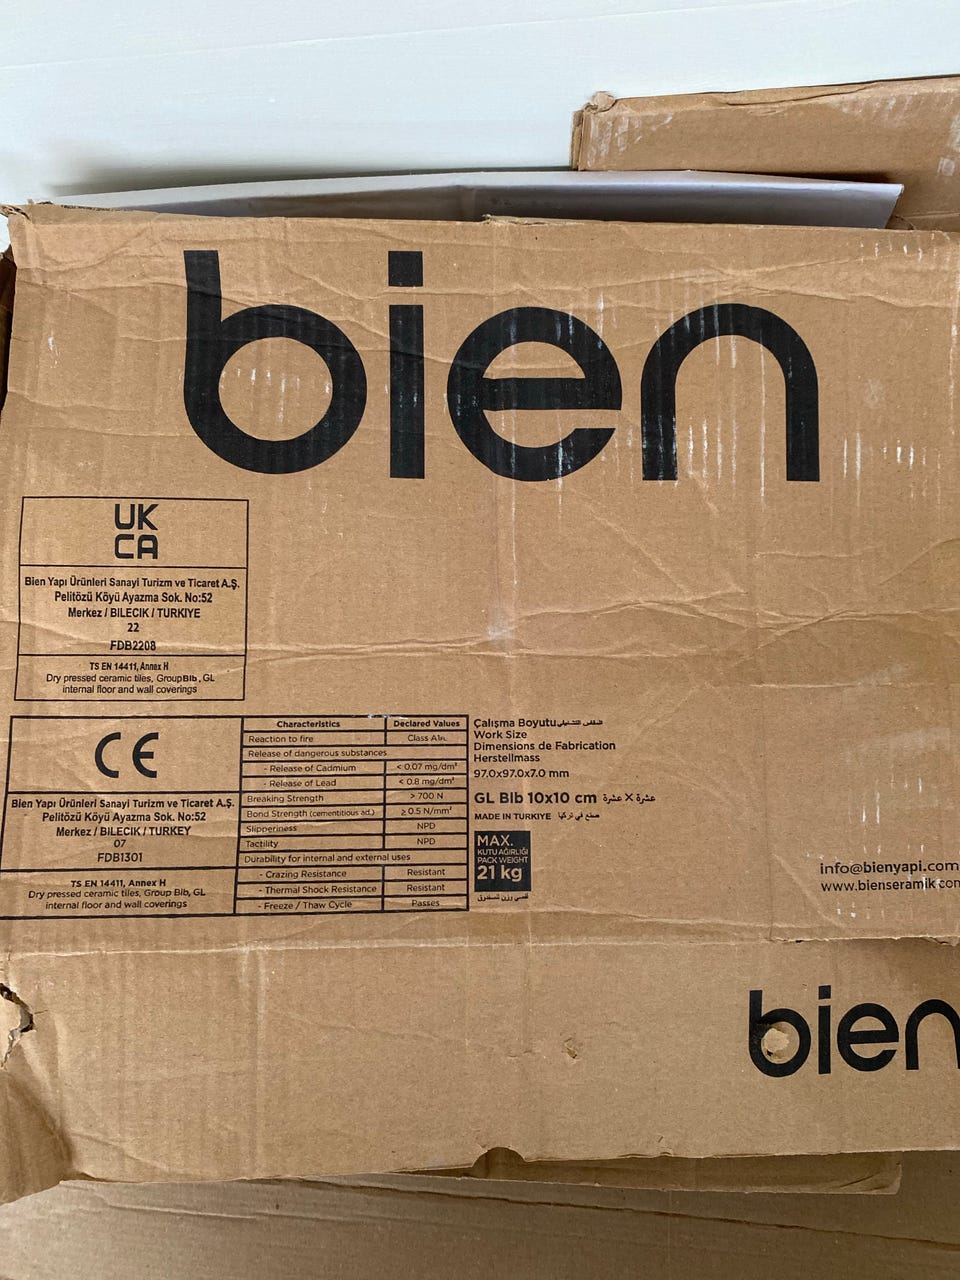 bien
UK
CA
Bien Yapı Ürünleri Sanayi Turizm ve Ticaret A.Ş.
Pelitözü Köyü Ayazma Sok. No:52
Merkez / BILECIK / TURKIYE
22
FDB2208
TS EN 14411, Annex H
Dry pressed ceramic tiles, GroupBIb, GL
internal floor and wall coverings
CE
Bien Yapı Ürünleri Sanayi Turizm ve Ticaret A.Ş.
Pelitözü Köyü Ayazma Sok. No:52
Merkez / BILECIK / TURKEY
07
FDB1301
TS EN 14411, Annex H
Dry pressed ceramic tiles, Group BIb, GL
internal floor and wall coverings
Characteristics Declared Values
Reaction to fire Class A1FL
Release of dangerous substances
- Release of Cadmium < 0.07 mg/dm²
- Release of Lead < 0.8 mg/dm²
Breaking Strength > 700 N
Bond Strength (cementitious ad.) ≥ 0.5 N/mm²
Slipperiness NPD
Tactility NPD
Durability for internal and external uses
- Crazing Resistance Resistant
- Thermal Shock Resistance Resistant
- Freeze / Thaw Cycle Passes
Çalışma Boyutu
Work Size
Dimensions de Fabrication
Herstellmass
97.0x97.0x7.0 mm
GL BIb 10x10 cm عشرة X عشرة
MADE IN TURKIYE صنع في تركيا
MAX.
KUTU AĞIRLIĞI
PACK WEIGHT
21 kg
info@bienyapi.com
www.bienseramik.com
bien